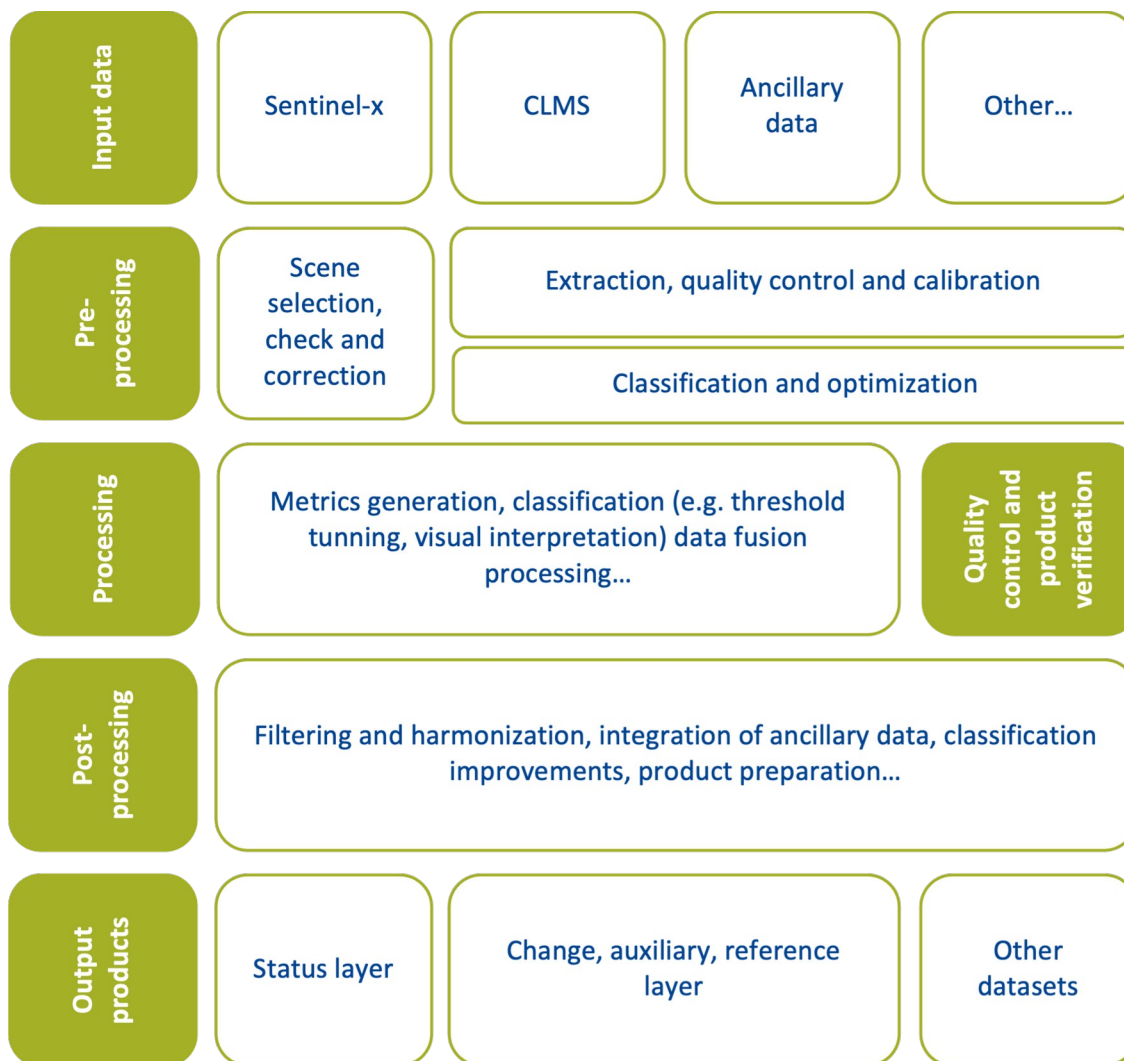 Input data
Sentinel-x
CLMS
Ancillary
data
Other…
Pre-
processing
Scene
selection,
check and
correction
Extraction, quality control and calibration
Classification and optimization
Processing
Metrics generation, classification (e.g. threshold
tunning, visual interpretation) data fusion
processing…
Quality
control and
product
verification
Post-
processing
Filtering and harmonization, integration of ancillary data, classification
improvements, product preparation…
Output
products
Status layer
Change, auxiliary, reference
layer
Other
datasets